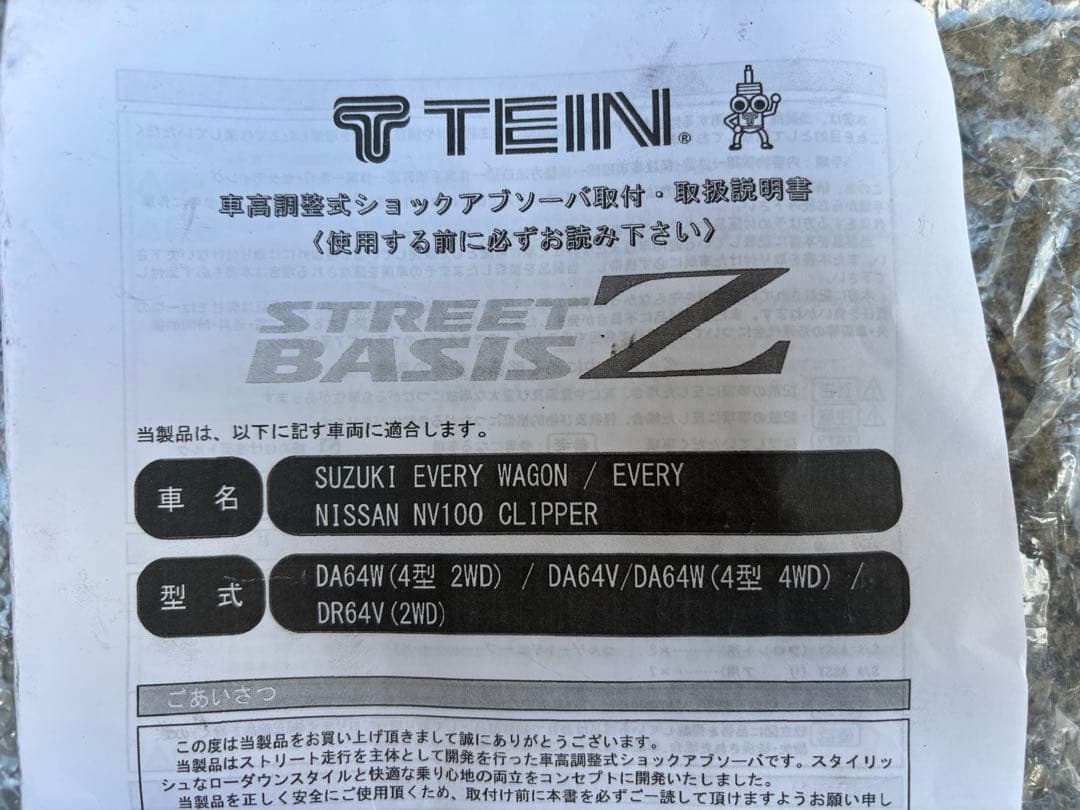 TEIN®
車高調整式ショックアブソーバ取付・取扱説明書
〈使用する前に必ずお読み下さい〉
STREET
BASIS Z
当製品は、以下に記す車両に適合します。
車 名
SUZUKI EVERY WAGON / EVERY
NISSAN NV100 CLIPPER
型 式
DA64W(4型 2WD) / DA64V/DA64W(4型 4WD) /
DR64V(2WD)
ごあいさつ
この度は当製品をお買い上げ頂きまして誠にありがとうございます。
当製品はストリート走行を主体として開発を行った車高調整式ショックアブソーバです。スタイリッ
シュなローダウンスタイルと快適な乗り心地の両立をコンセプトに開発いたしました。
当製品を正しく安全にご使用頂くため、取付け前に本書を必ずご一読して頂けますようお願い申し